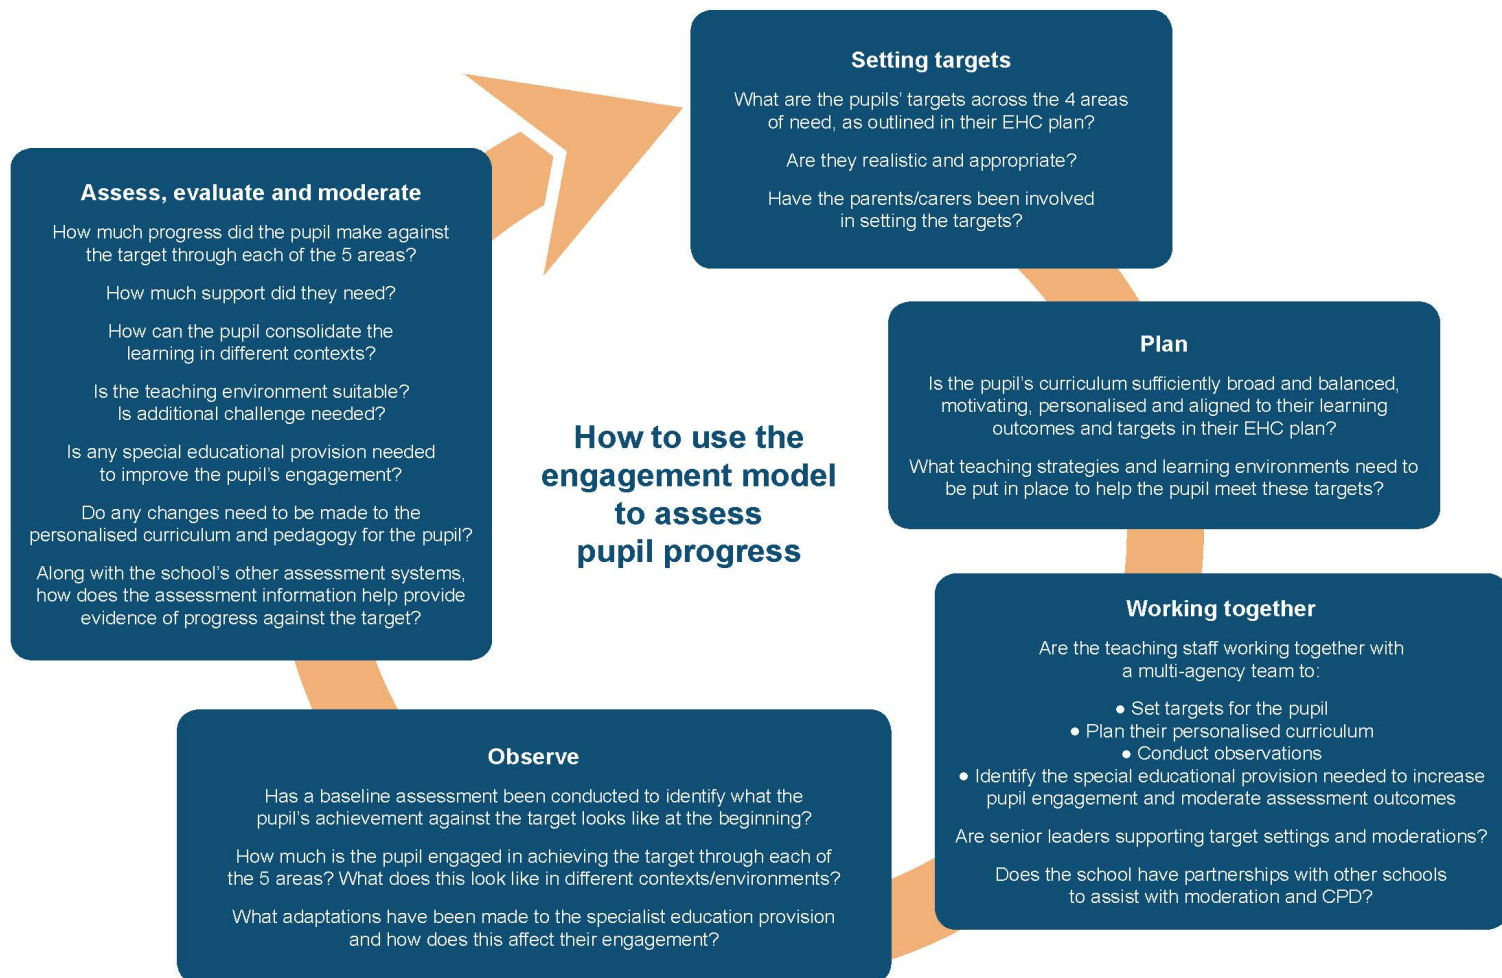 Setting targets
What are the pupils' targets across the 4 areas
of need, as outlined in their EHC plan?
Are they realistic and appropriate?
Have the parents/carers been involved
in setting the targets?
Plan
Is the pupil's curriculum sufficiently broad and balanced,
motivating, personalised and aligned to their learning
outcomes and targets in their EHC plan?
What teaching strategies and learning environments need to
be put in place to help the pupil meet these targets?
Working together
Are the teaching staff working together with
a multi-agency team to:
● Set targets for the pupil
● Plan their personalised curriculum
● Conduct observations
● Identify the special educational provision needed to increase
pupil engagement and moderate assessment outcomes
Are senior leaders supporting target settings and moderations?
Does the school have partnerships with other schools
to assist with moderation and CPD?
Observe
Has a baseline assessment been conducted to identify what the
pupil's achievement against the target looks like at the beginning?
How much is the pupil engaged in achieving the target through each of
the 5 areas? What does this look like in different contexts/environments?
What adaptations have been made to the specialist education provision
and how does this affect their engagement?
Assess, evaluate and moderate
How much progress did the pupil make against
the target through each of the 5 areas?
How much support did they need?
How can the pupil consolidate the
learning in different contexts?
Is the teaching environment suitable?
Is additional challenge needed?
Is any special educational provision needed
to improve the pupil's engagement?
Do any changes need to be made to the
personalised curriculum and pedagogy for the pupil?
Along with the school's other assessment systems,
how does the assessment information help provide
evidence of progress against the target?
How to use the
engagement model
to assess
pupil progress